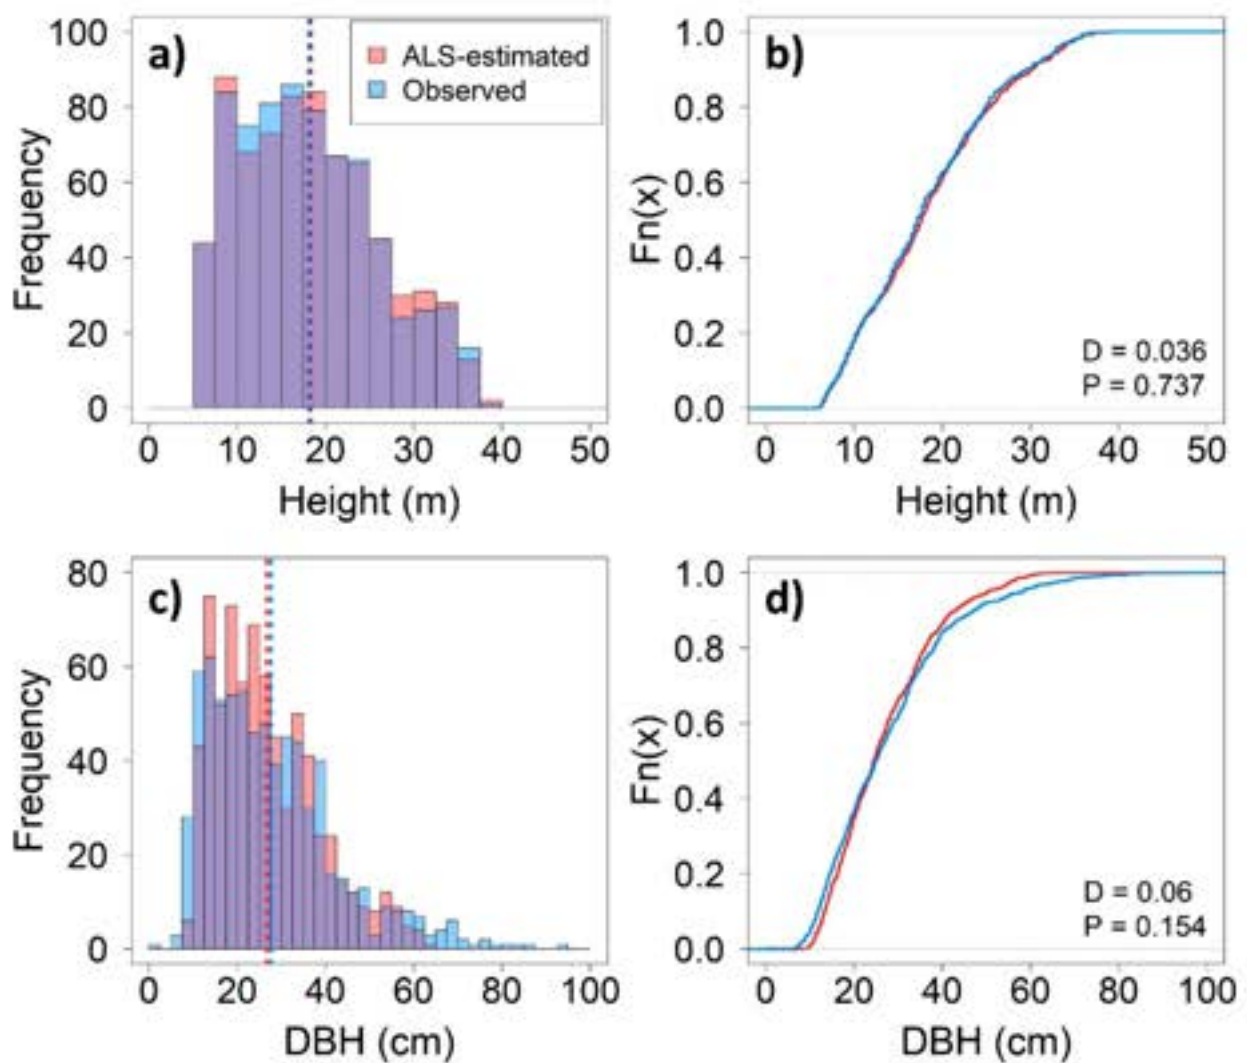 a)
ALS-estimated
Observed
Frequency
100
80
60
40
20
0
0 10 20 30 40 50
Height (m)
b)
Fn(x)
1.0
0.8
0.6
0.4
0.2
0.0
D = 0.036
P = 0.737
0 10 20 30 40 50
Height (m)
c)
Frequency
80
60
40
20
0
0 20 40 60 80 100
DBH (cm)
d)
Fn(x)
1.0
0.8
0.6
0.4
0.2
0.0
D = 0.06
P = 0.154
0 20 40 60 80 100
DBH (cm)